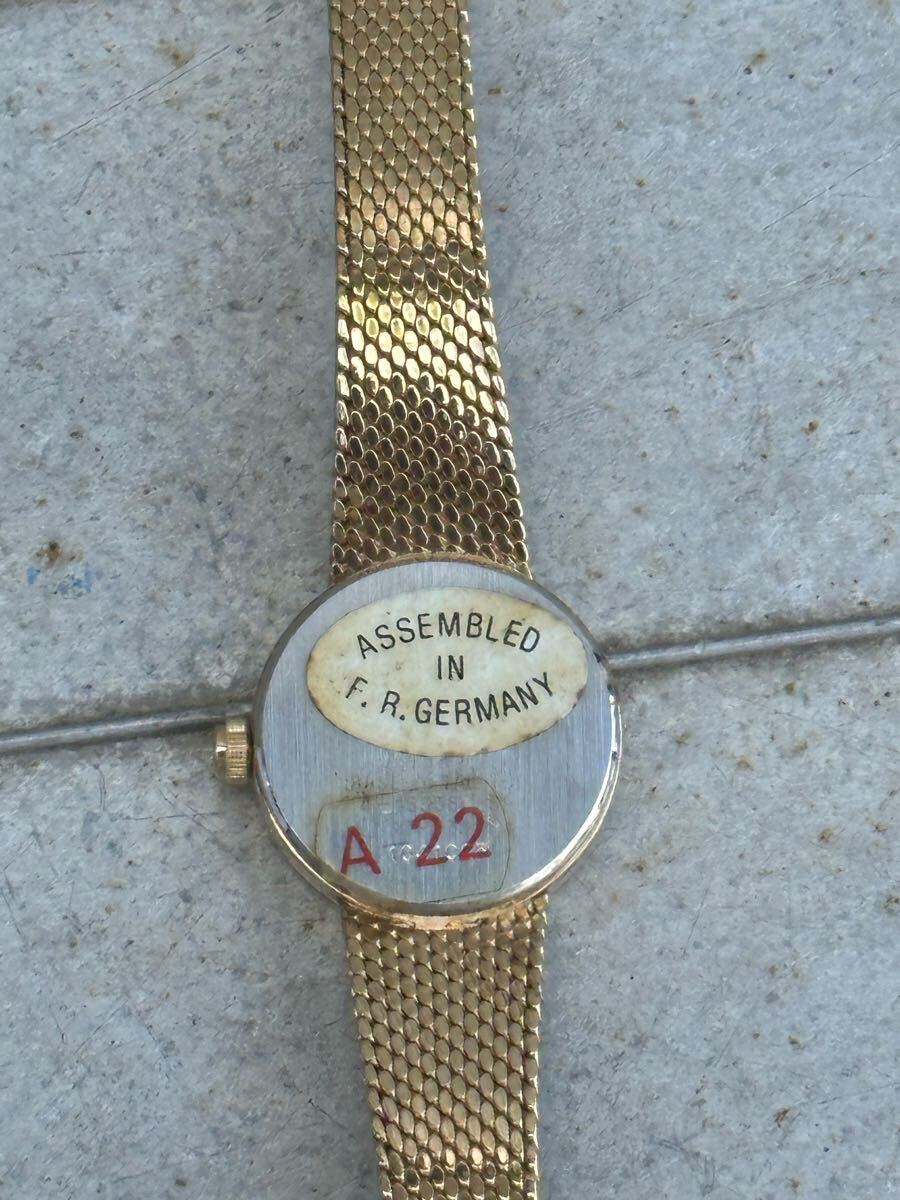 ASSEMBLED
IN
F. R. GERMANY
A 22